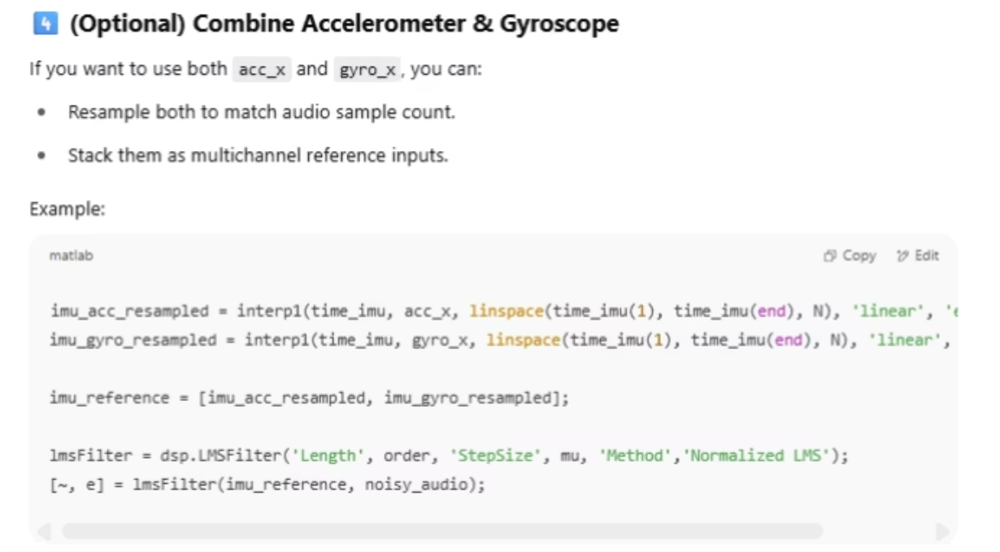 4 (Optional) Combine Accelerometer & Gyroscope
If you want to use both acc_x and gyro_x, you can:
• Resample both to match audio sample count.
• Stack them as multichannel reference inputs.
Example:
matlab
Copy Edit
imu_acc_resampled = interp1(time_imu, acc_x, linspace(time_imu(1), time_imu(end), N), 'linear', 'e
imu_gyro_resampled = interp1(time_imu, gyro_x, linspace(time_imu(1), time_imu(end), N), 'linear',
imu_reference = [imu_acc_resampled, imu_gyro_resampled];
lmsFilter = dsp.LMSFilter('Length', order, 'StepSize', mu, 'Method','Normalized LMS');
[~, e] = lmsFilter(imu_reference, noisy_audio);